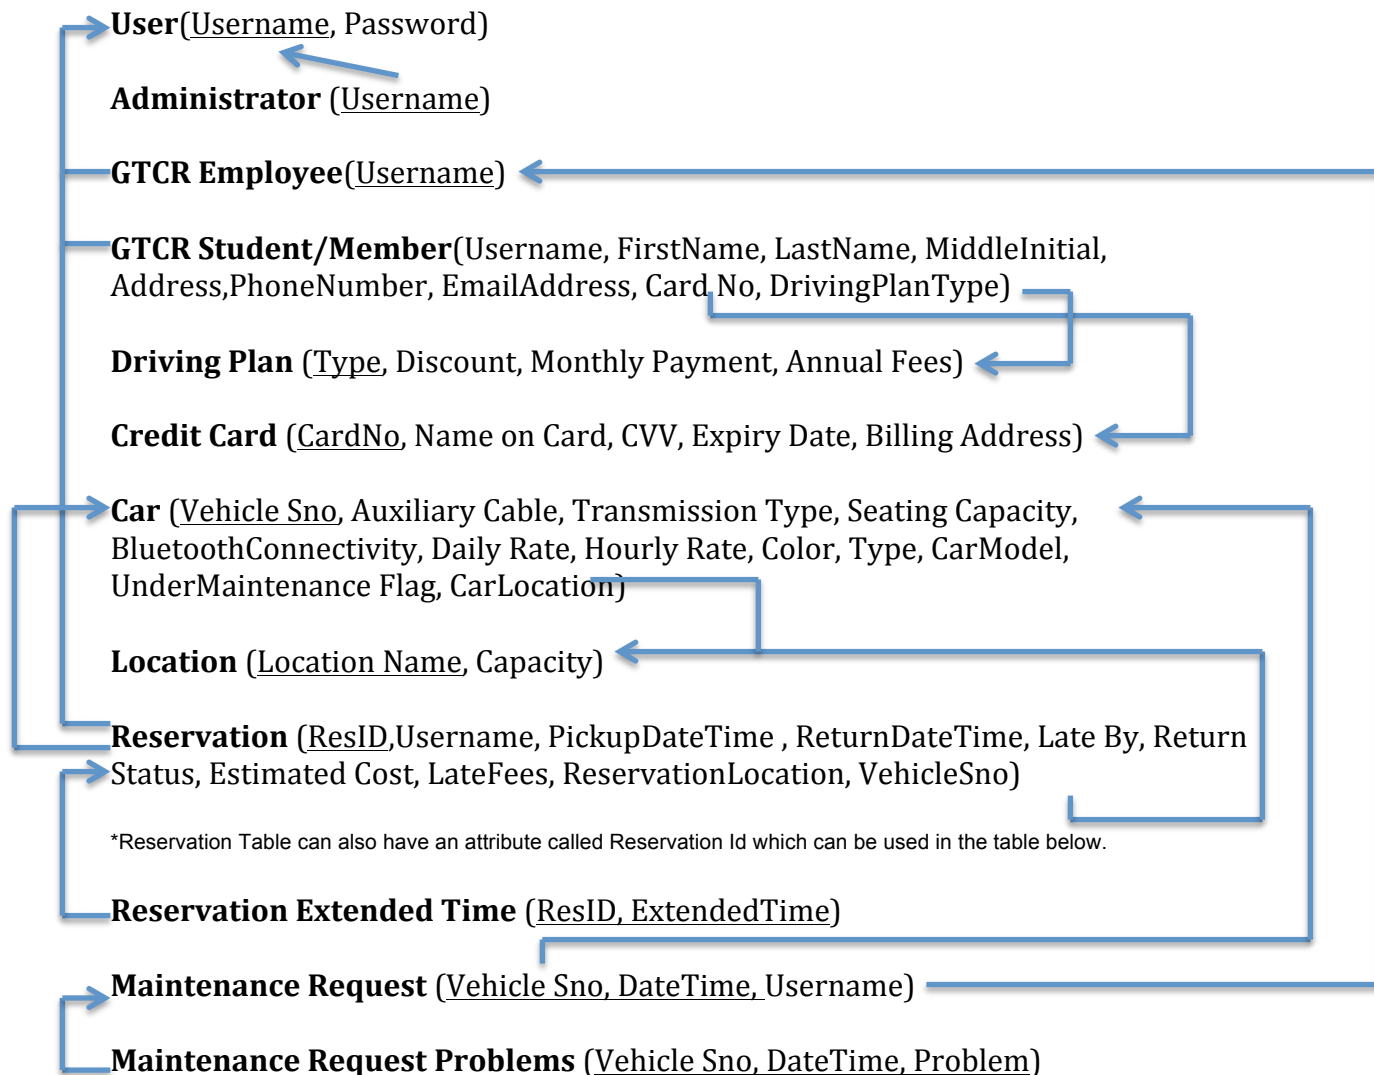 User(Username, Password)
Administrator (Username)
GTCR Employee(Username)
GTCR Student/Member(Username, FirstName, LastName, MiddleInitial,
Address,PhoneNumber, EmailAddress, Card No, DrivingPlanType)
Driving Plan (Type, Discount, Monthly Payment, Annual Fees)
Credit Card (CardNo, Name on Card, CVV, Expiry Date, Billing Address)
Car (Vehicle Sno, Auxiliary Cable, Transmission Type, Seating Capacity,
BluetoothConnectivity, Daily Rate, Hourly Rate, Color, Type, CarModel,
UnderMaintenance Flag, CarLocation)
Location (Location Name, Capacity)
Reservation (ResID,Username, PickupDateTime , ReturnDateTime, Late By, Return
Status, Estimated Cost, LateFees, ReservationLocation, VehicleSno)
*Reservation Table can also have an attribute called Reservation Id which can be used in the table below.
Reservation Extended Time (ResID, ExtendedTime)
Maintenance Request (Vehicle Sno, DateTime, Username)
Maintenance Request Problems (Vehicle Sno, DateTime, Problem)